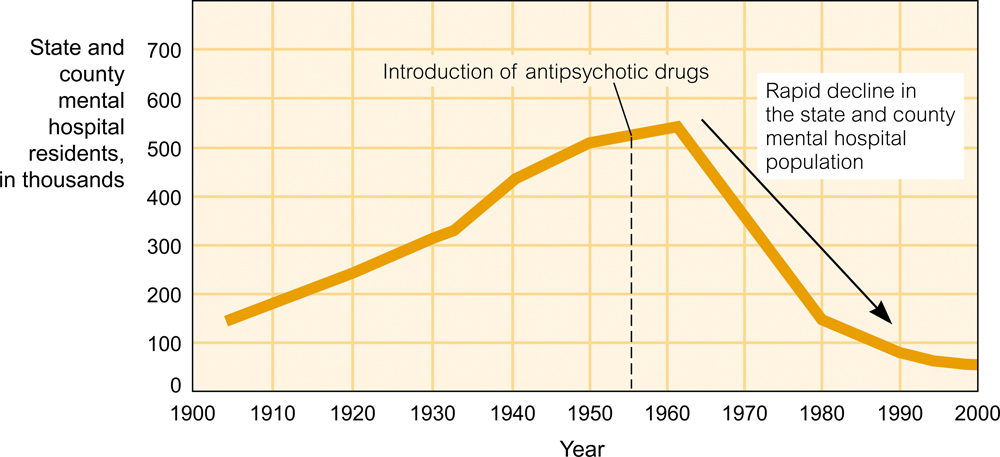 State and
county
mental
hospital
residents,
in thousands
700
600
500
400
300
200
100
0
Introduction of antipsychotic drugs
Rapid decline in
the state and county
mental hospital
population
1900 1910 1920 1930 1940 1950 1960 1970 1980 1990 2000
Year